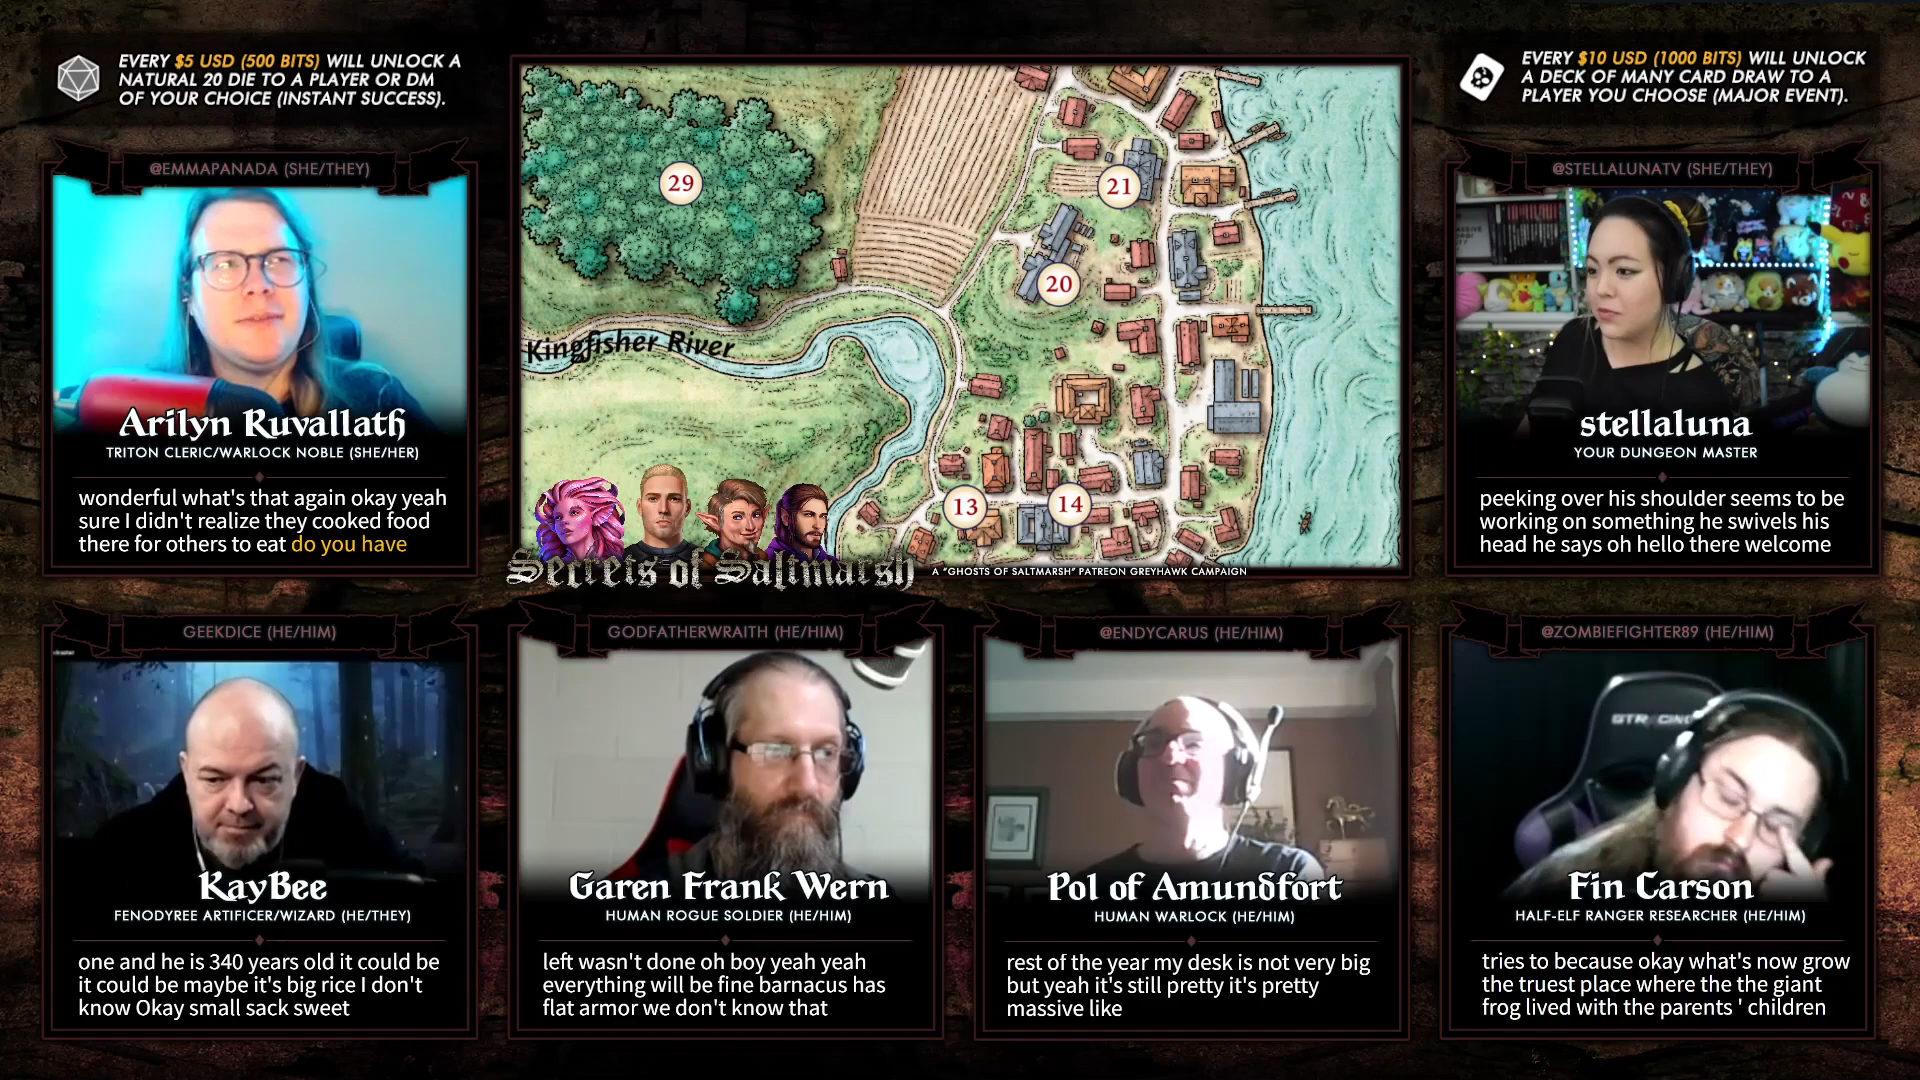 EVERY $5 USD (500 BITS) WILL UNLOCK A
NATURAL 20 DIE TO A PLAYER OR DM
OF YOUR CHOICE (INSTANT SUCCESS).
EVERY $10 USD (1000 BITS) WILL UNLOCK
A DECK OF MANY CARD DRAW TO A
PLAYER YOU CHOOSE (MAJOR EVENT).
@EMMAPANADA (SHE/THEY)
Arilyn Ruvallath
TRITON CLERIC/WARLOCK NOBLE (SHE/HER)
wonderful what's that again okay yeah
sure I didn't realize they cooked food
there for others to eat do you have
29
21
20
Kingfisher River
13
14
Secrets of Saltmarsh
A "GHOSTS OF SALTMARSH" PATREON GREYHAWK CAMPAIGN
@STELLALUNATV (SHE/THEY)
stellaluna
YOUR DUNGEON MASTER
peeking over his shoulder seems to be
working on something he swivels his
head he says oh hello there welcome
GEEKDICE (HE/HIM)
KayBee
FENODYREE ARTIFICER/WIZARD (HE/THEY)
one and he is 340 years old it could be
it could be maybe it's big rice I don't
know Okay small sack sweet
GODFATHERWRAITH (HE/HIM)
Garen Frank Wern
HUMAN ROGUE SOLDIER (HE/HIM)
left wasn't done oh boy yeah yeah
everything will be fine barnacus has
flat armor we don't know that
@ENDYCARUS (HE/HIM)
Pol of Amundfort
HUMAN WARLOCK (HE/HIM)
rest of the year my desk is not very big
but yeah it's still pretty it's pretty
massive like
@ZOMBIEFIGHTER89 (HE/HIM)
Fin Carson
HALF-ELF RANGER RESEARCHER (HE/HIM)
tries to because okay what's now grow
the truest place where the the giant
frog lived with the parents ' children